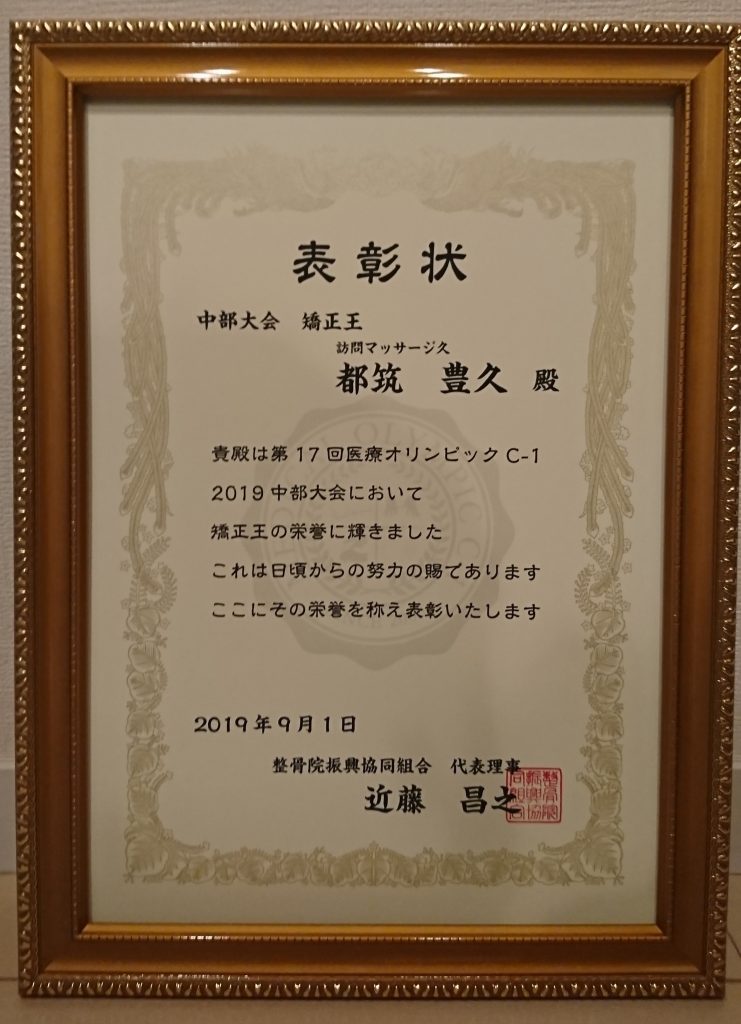 表彰状
中部大会 矯正王
訪問マッサージ久
都筑 豊久 殿
貴殿は第17回医療オリンピックC-1
2019中部大会において
矯正王の栄誉に輝きました
これは日頃からの努力の賜であります
ここにその栄誉を称え表彰いたします
2019年9月1日
整骨院振興協同組合 代表理事
近藤 昌之